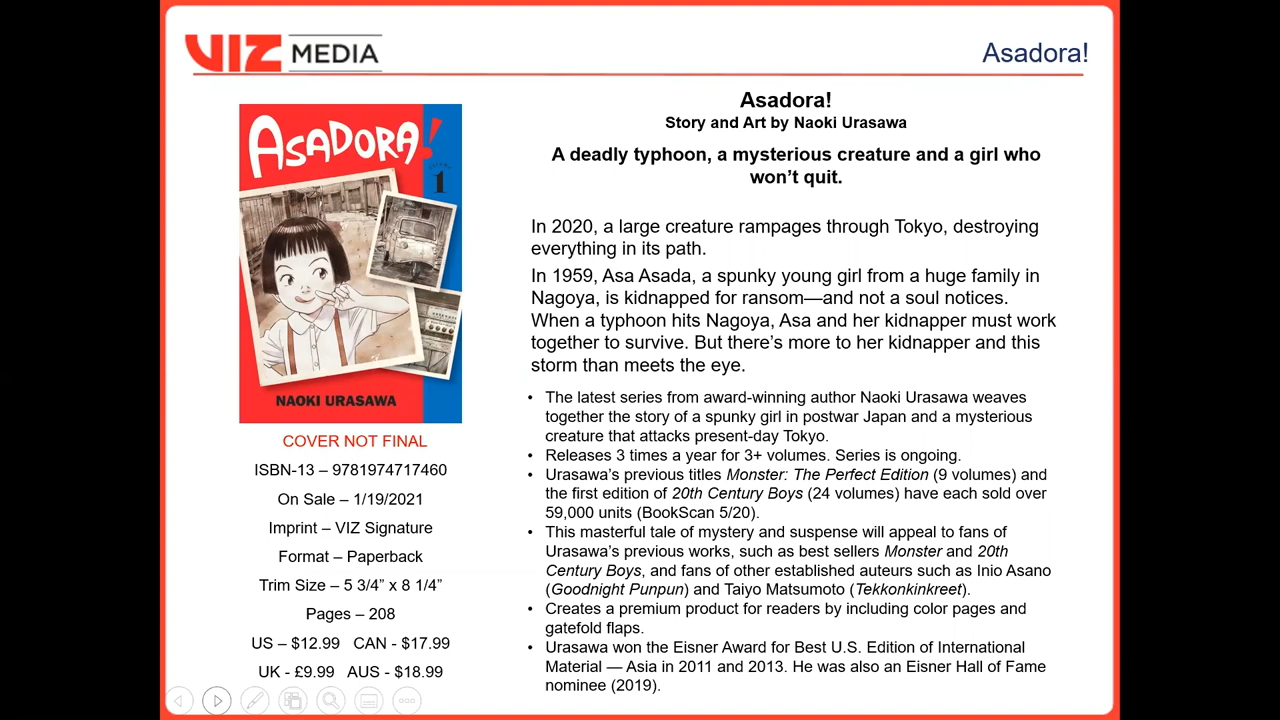 VIZ MEDIA
Asadora!
ASADORA!
1
NAOKI URASAWA
COVER NOT FINAL
ISBN-13 – 9781974717460
On Sale – 1/19/2021
Imprint – VIZ Signature
Format – Paperback
Trim Size – 5 3/4” x 8 1/4”
Pages – 208
US – $12.99 CAN - $17.99
UK - £9.99 AUS - $18.99
Asadora!
Story and Art by Naoki Urasawa
A deadly typhoon, a mysterious creature and a girl who
won’t quit.
In 2020, a large creature rampages through Tokyo, destroying
everything in its path.
In 1959, Asa Asada, a spunky young girl from a huge family in
Nagoya, is kidnapped for ransom—and not a soul notices.
When a typhoon hits Nagoya, Asa and her kidnapper must work
together to survive. But there’s more to her kidnapper and this
storm than meets the eye.
• The latest series from award-winning author Naoki Urasawa weaves
together the story of a spunky girl in postwar Japan and a mysterious
creature that attacks present-day Tokyo.
• Releases 3 times a year for 3+ volumes. Series is ongoing.
• Urasawa’s previous titles Monster: The Perfect Edition (9 volumes) and
the first edition of 20th Century Boys (24 volumes) have each sold over
59,000 units (BookScan 5/20).
• This masterful tale of mystery and suspense will appeal to fans of
Urasawa’s previous works, such as best sellers Monster and 20th
Century Boys, and fans of other established auteurs such as Inio Asano
(Goodnight Punpun) and Taiyo Matsumoto (Tekkonkinkreet).
• Creates a premium product for readers by including color pages and
gatefold flaps.
• Urasawa won the Eisner Award for Best U.S. Edition of International
Material — Asia in 2011 and 2013. He was also an Eisner Hall of Fame
nominee (2019).